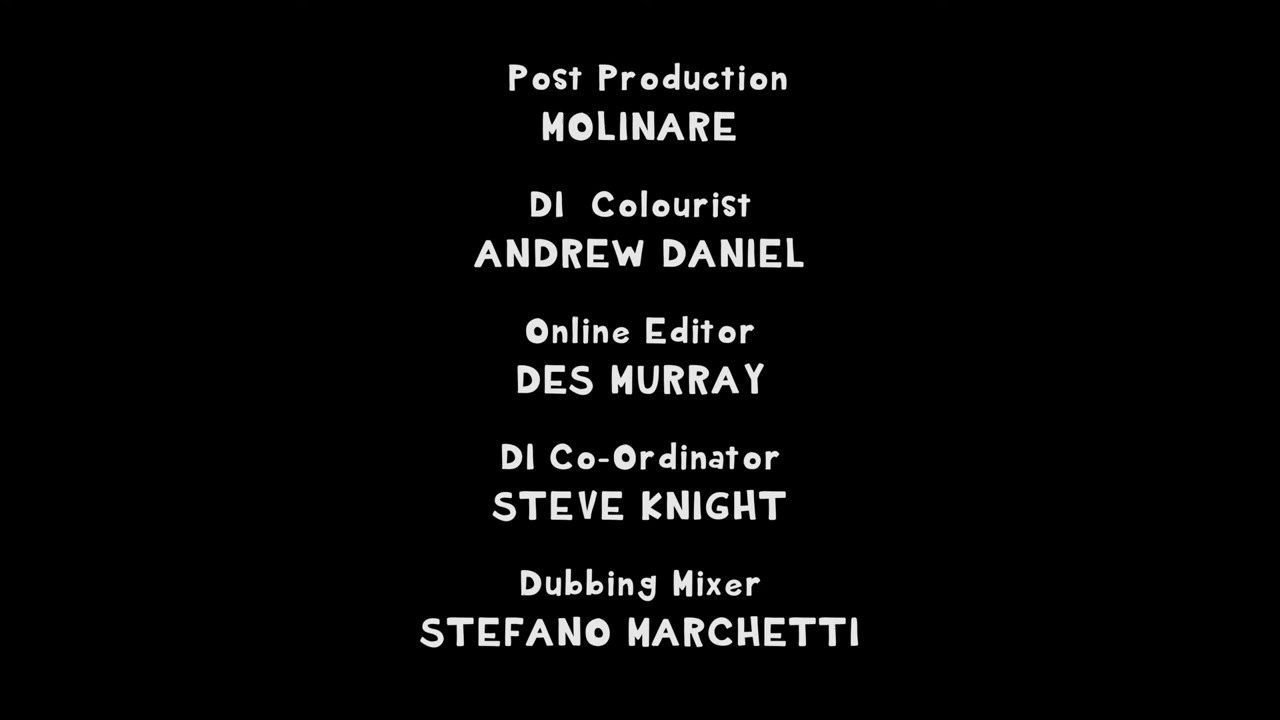 Post Production
MOLINARE
DI Colourist
ANDREW DANIEL
Online Editor
DES MURRAY
DI Co-Ordinator
STEVE KNIGHT
Dubbing Mixer
STEFANO MARCHETTI